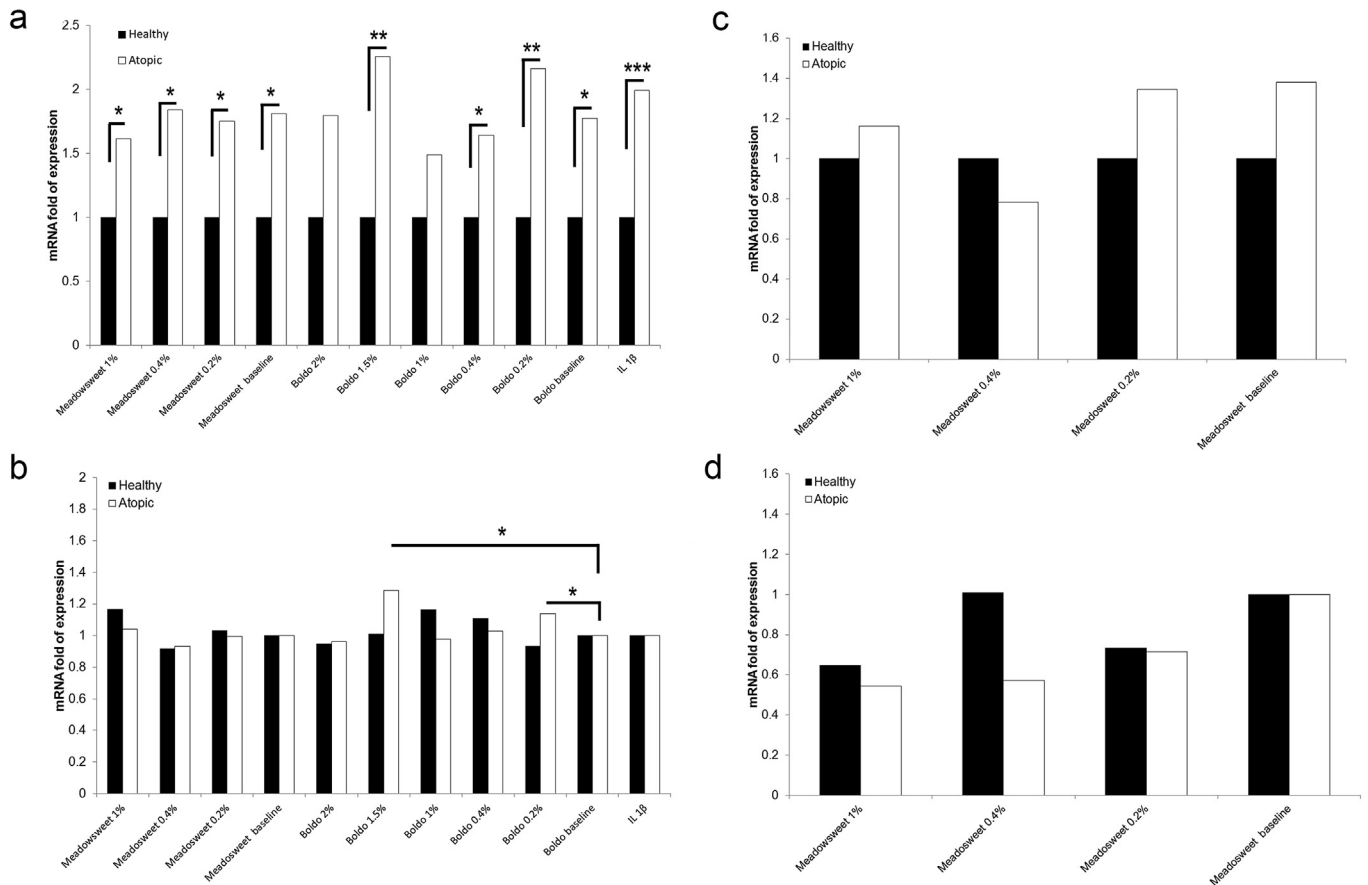 a
Healthy
Atopic
mRNA fold of expression
2.5
2
1.5
1
0.5
0
*
*
*
*
**
*
**
*
***
Meadowsweet 1%
Meadosweet 0.4%
Meadosweet 0.2%
Meadosweet baseline
Boldo 2%
Boldo 1.5%
Boldo 1%
Boldo 0.4%
Boldo 0.2%
Boldo baseline
IL 1β
b
Healthy
Atopic
mRNA fold of expression
2
1.8
1.6
1.4
1.2
1
0.8
0.6
0.4
0.2
0
*
*
Meadowsweet 1%
Meadosweet 0.4%
Meadosweet 0.2%
Meadosweet baseline
Boldo 2%
Boldo 1.5%
Boldo 1%
Boldo 0.4%
Boldo 0.2%
Boldo baseline
IL 1β
c
Healthy
Atopic
mRNA fold of expression
1.6
1.4
1.2
1
0.8
0.6
0.4
0.2
0
Meadowsweet 1%
Meadosweet 0.4%
Meadosweet 0.2%
Meadosweet baseline
d
Healthy
Atopic
mRNA fold of expression
1.6
1.4
1.2
1
0.8
0.6
0.4
0.2
0
Meadowsweet 1%
Meadosweet 0.4%
Meadosweet 0.2%
Meadosweet baseline